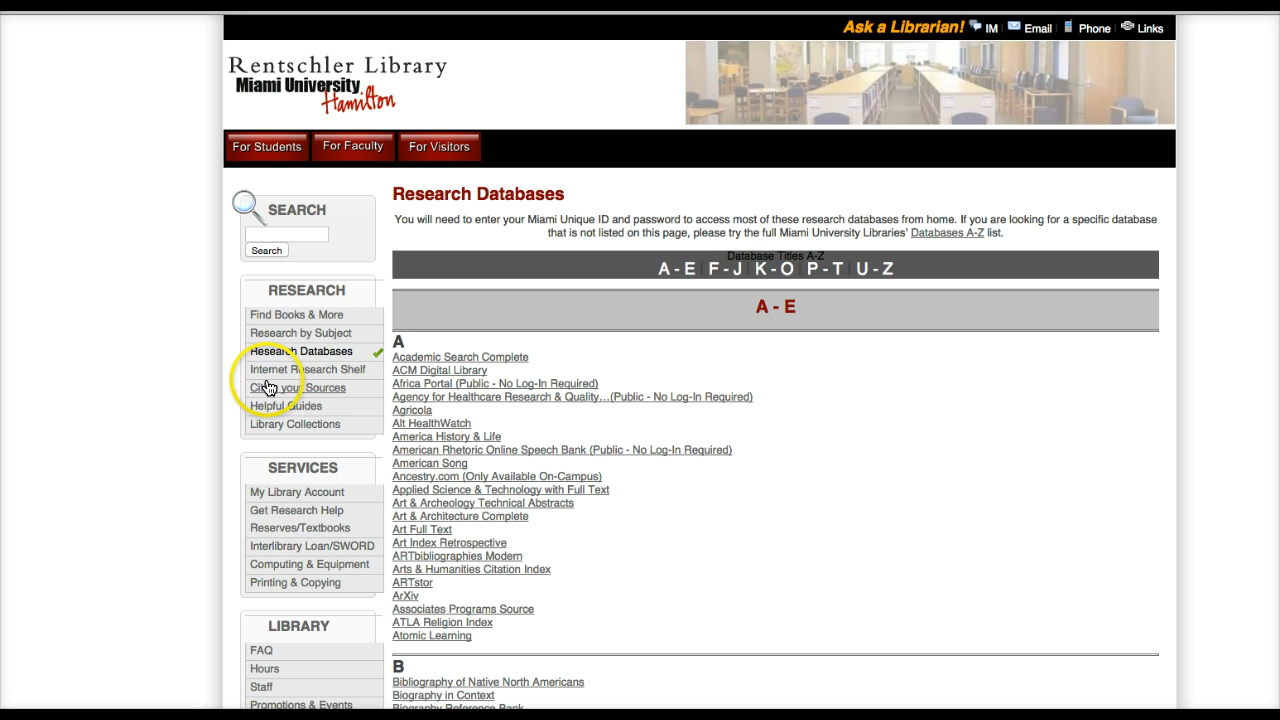 Ask a Librarian! IM Email Phone Links
Rentschler Library
Miami University
Hamilton
For Students For Faculty For Visitors
SEARCH
Search
RESEARCH
Find Books & More
Research by Subject
Research Databases
Internet Research Shelf
Citing your Sources
Helpful Guides
Library Collections
SERVICES
My Library Account
Get Research Help
Reserves/Textbooks
Interlibrary Loan/SWORD
Computing & Equipment
Printing & Copying
LIBRARY
FAQ
Hours
Staff
Promotions & Events
Research Databases
You will need to enter your Miami Unique ID and password to access most of these research databases from home. If you are looking for a specific database
that is not listed on this page, please try the full Miami University Libraries' Databases A-Z list.
Database Titles A-Z
A - E | F - J | K - O | P - T | U - Z
A - E
A
Academic Search Complete
ACM Digital Library
Africa Portal (Public - No Log-In Required)
Agency for Healthcare Research & Quality...(Public - No Log-In Required)
Agricola
Alt HealthWatch
America History & Life
American Rhetoric Online Speech Bank (Public - No Log-In Required)
American Song
Ancestry.com (Only Available On-Campus)
Applied Science & Technology with Full Text
Art & Archeology Technical Abstracts
Art & Architecture Complete
Art Full Text
Art Index Retrospective
ARTbibliographies Modern
Arts & Humanities Citation Index
ARTstor
ArXiv
Associates Programs Source
ATLA Religion Index
Atomic Learning
B
Bibliography of Native North Americans
Biography in Context
Biography Reference Bank